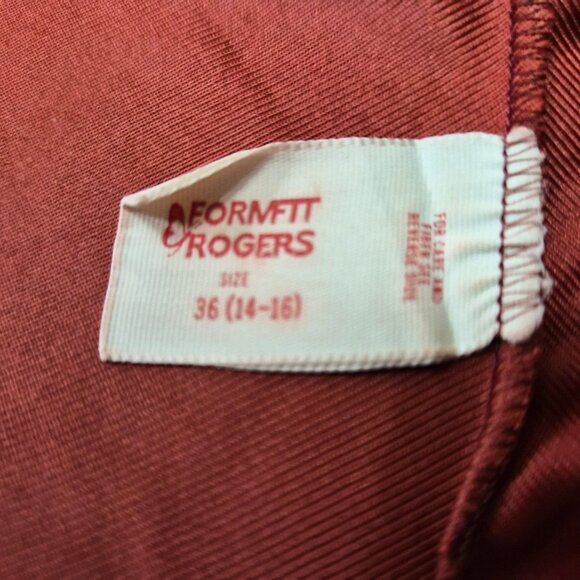 FORMFIT
ROGERS
SIZE
36 (14-16)
FOR CARE AND
FIBER SEE
REVERSE SIDE